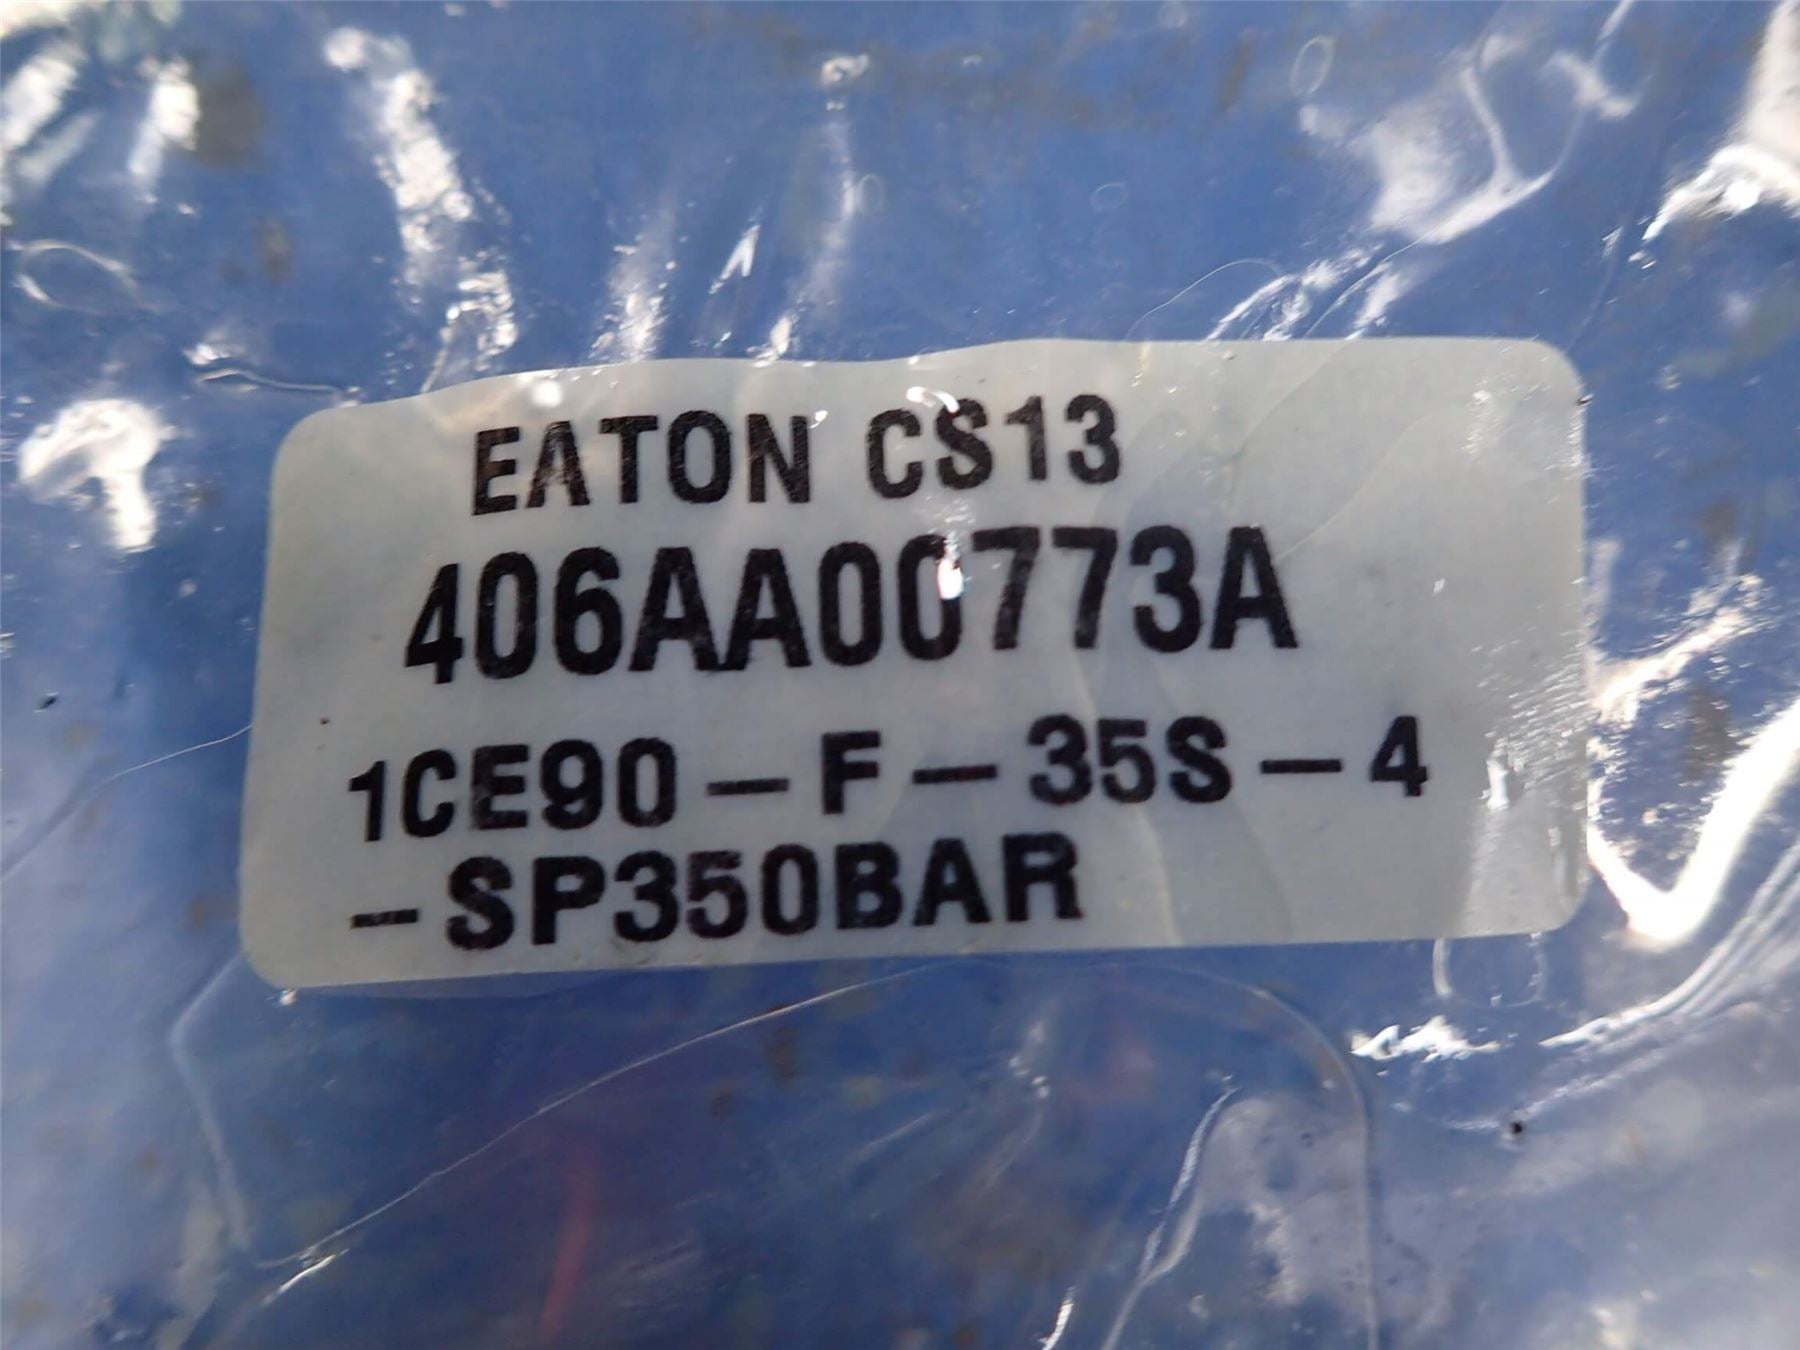 EATON CS13
406AA00773A
1CE90-F-35S-4
-SP350BAR